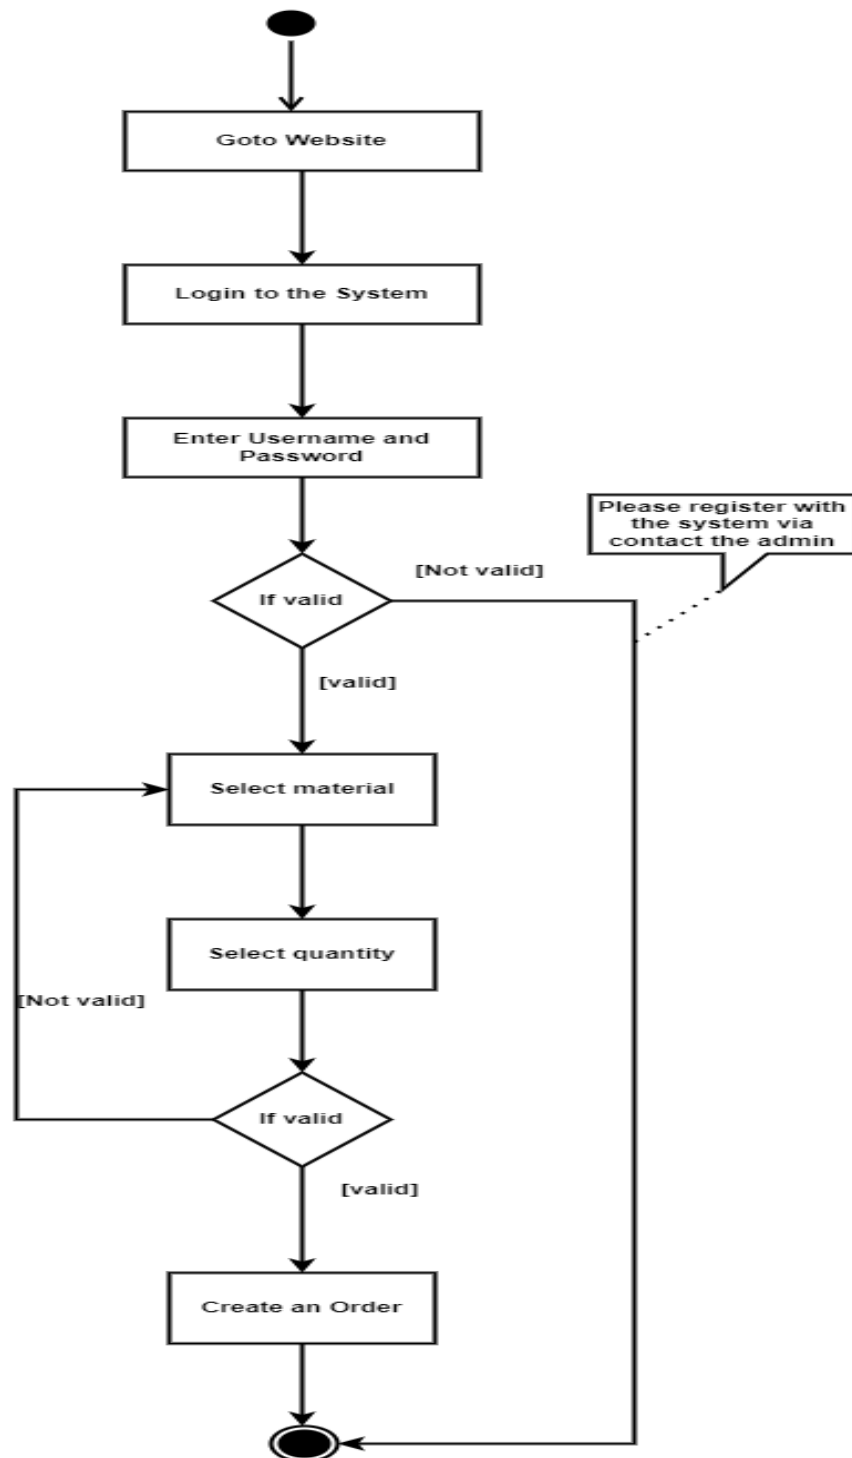 Goto Website
Login to the System
Enter Username and
Password
Please register with
the system via
contact the admin
[Not valid]
If valid
[valid]
Select material
Select quantity
[Not valid]
If valid
[valid]
Create an Order